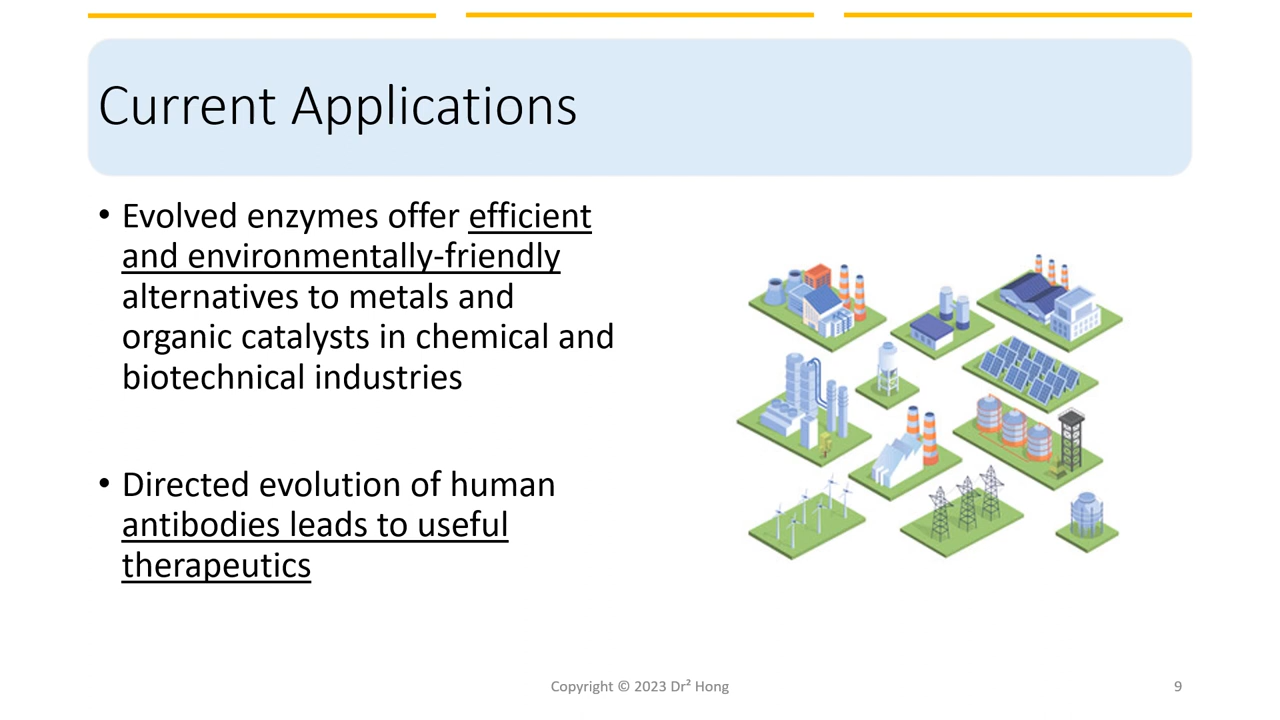 Current Applications
• Evolved enzymes offer efficient
and environmentally-friendly
alternatives to metals and
organic catalysts in chemical and
biotechnical industries
• Directed evolution of human
antibodies leads to useful
therapeutics
Copyright © 2023 Dr² Hong
9